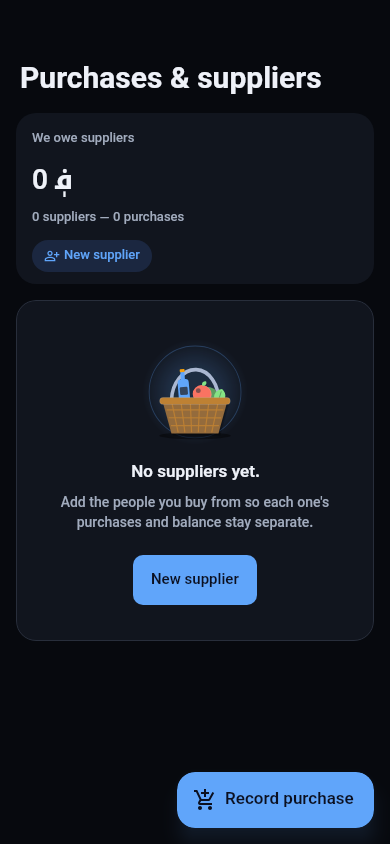 Purchases & suppliers
We owe suppliers
0 ؋
0 suppliers — 0 purchases
New supplier
No suppliers yet.
Add the people you buy from so each one's
purchases and balance stay separate.
New supplier
Record purchase